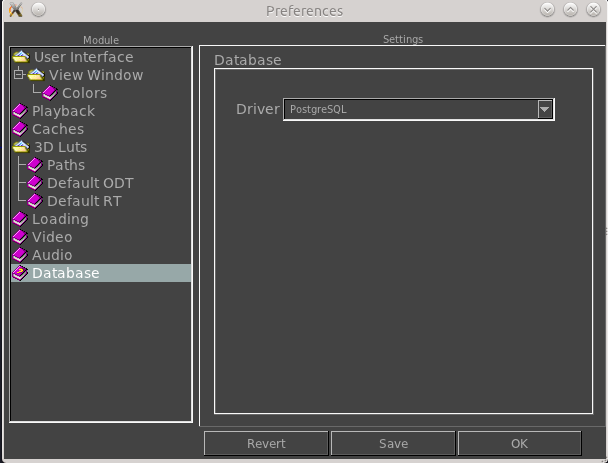 Preferences
Module
User Interface
View Window
Colors
Playback
Caches
3D Luts
Paths
Default ODT
Default RT
Loading
Video
Audio
Database
Settings
Database
Driver PostgreSQL
Revert Save OK